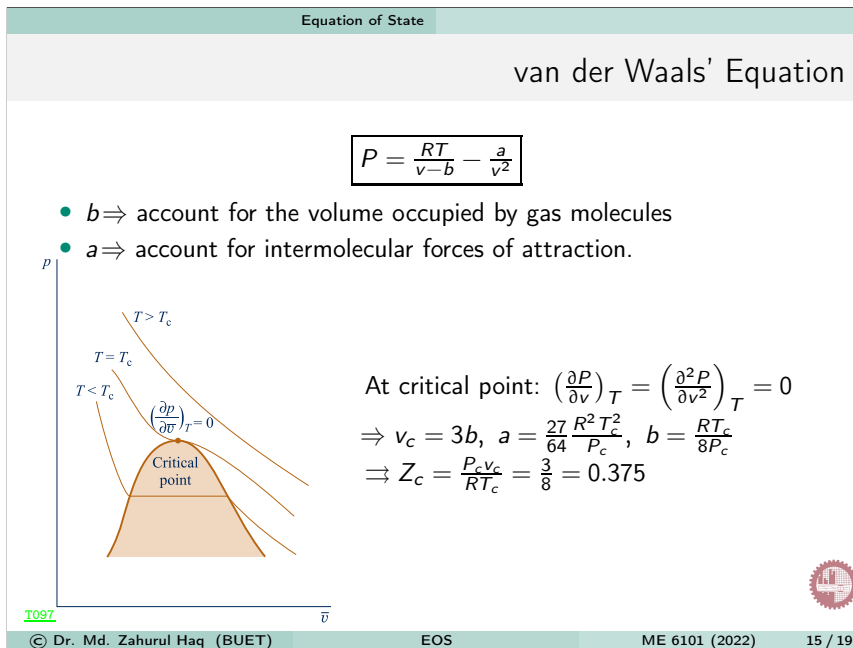 Equation of State
van der Waals' Equation
P = RT/(v−b) − a/v²
• b⇒ account for the volume occupied by gas molecules
• a⇒ account for intermolecular forces of attraction.
p
T > Tc
T = Tc
T < Tc
(∂p/∂v̅)T = 0
Critical
point
v̅
T097
At critical point: (∂P/∂v)T = (∂²P/∂v²)T = 0
⇒ vc = 3b, a = 27/64 R²Tc²/Pc, b = RTc/8Pc
⇉ Zc = Pcvc/RTc = 3/8 = 0.375
© Dr. Md. Zahurul Haq (BUET) EOS ME 6101 (2022) 15 / 19